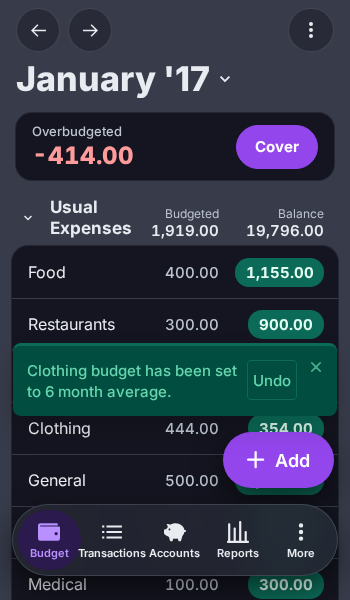 January '17
Overbudgeted
-414.00
Cover
Usual
Expenses
Budgeted
1,919.00
Balance
19,796.00
Food 400.00 1,155.00
Restaurants 300.00 900.00
Clothing budget has been set
to 6 month average.
Undo
Clothing 444.00 354.00
General 500.00
Add
Budget Transactions Accounts Reports More
Medical 100.00 300.00